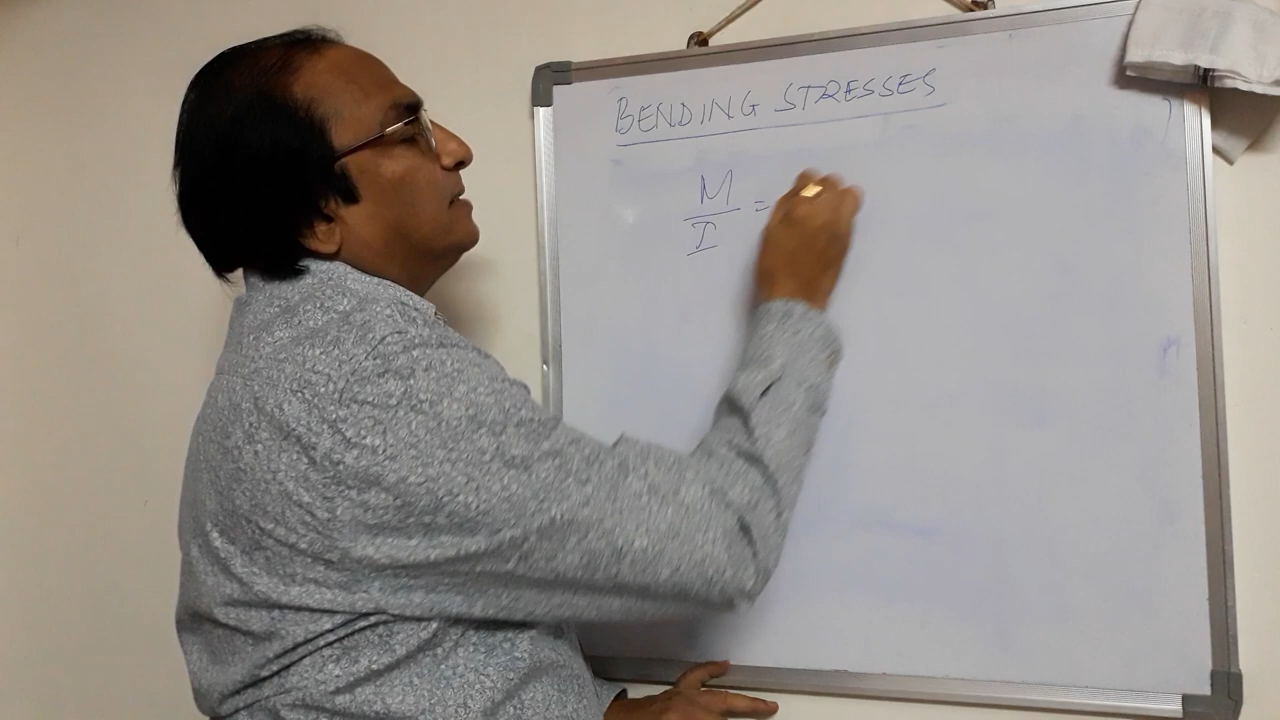 BENDING STRESSES
M
I =